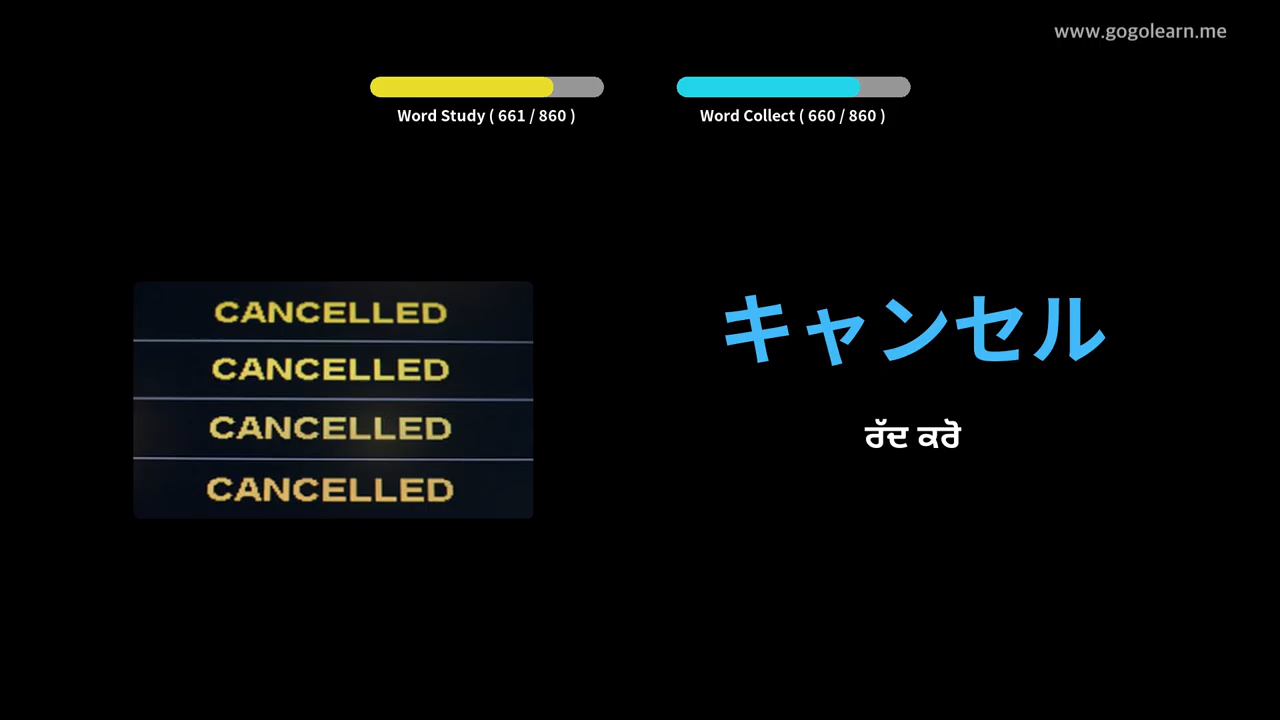 www.gogolearn.me
Word Study ( 661 / 860 )
Word Collect ( 660 / 860 )
CANCELLED
CANCELLED
CANCELLED
CANCELLED
キャンセル
ਰੱਦ ਕਰੋ